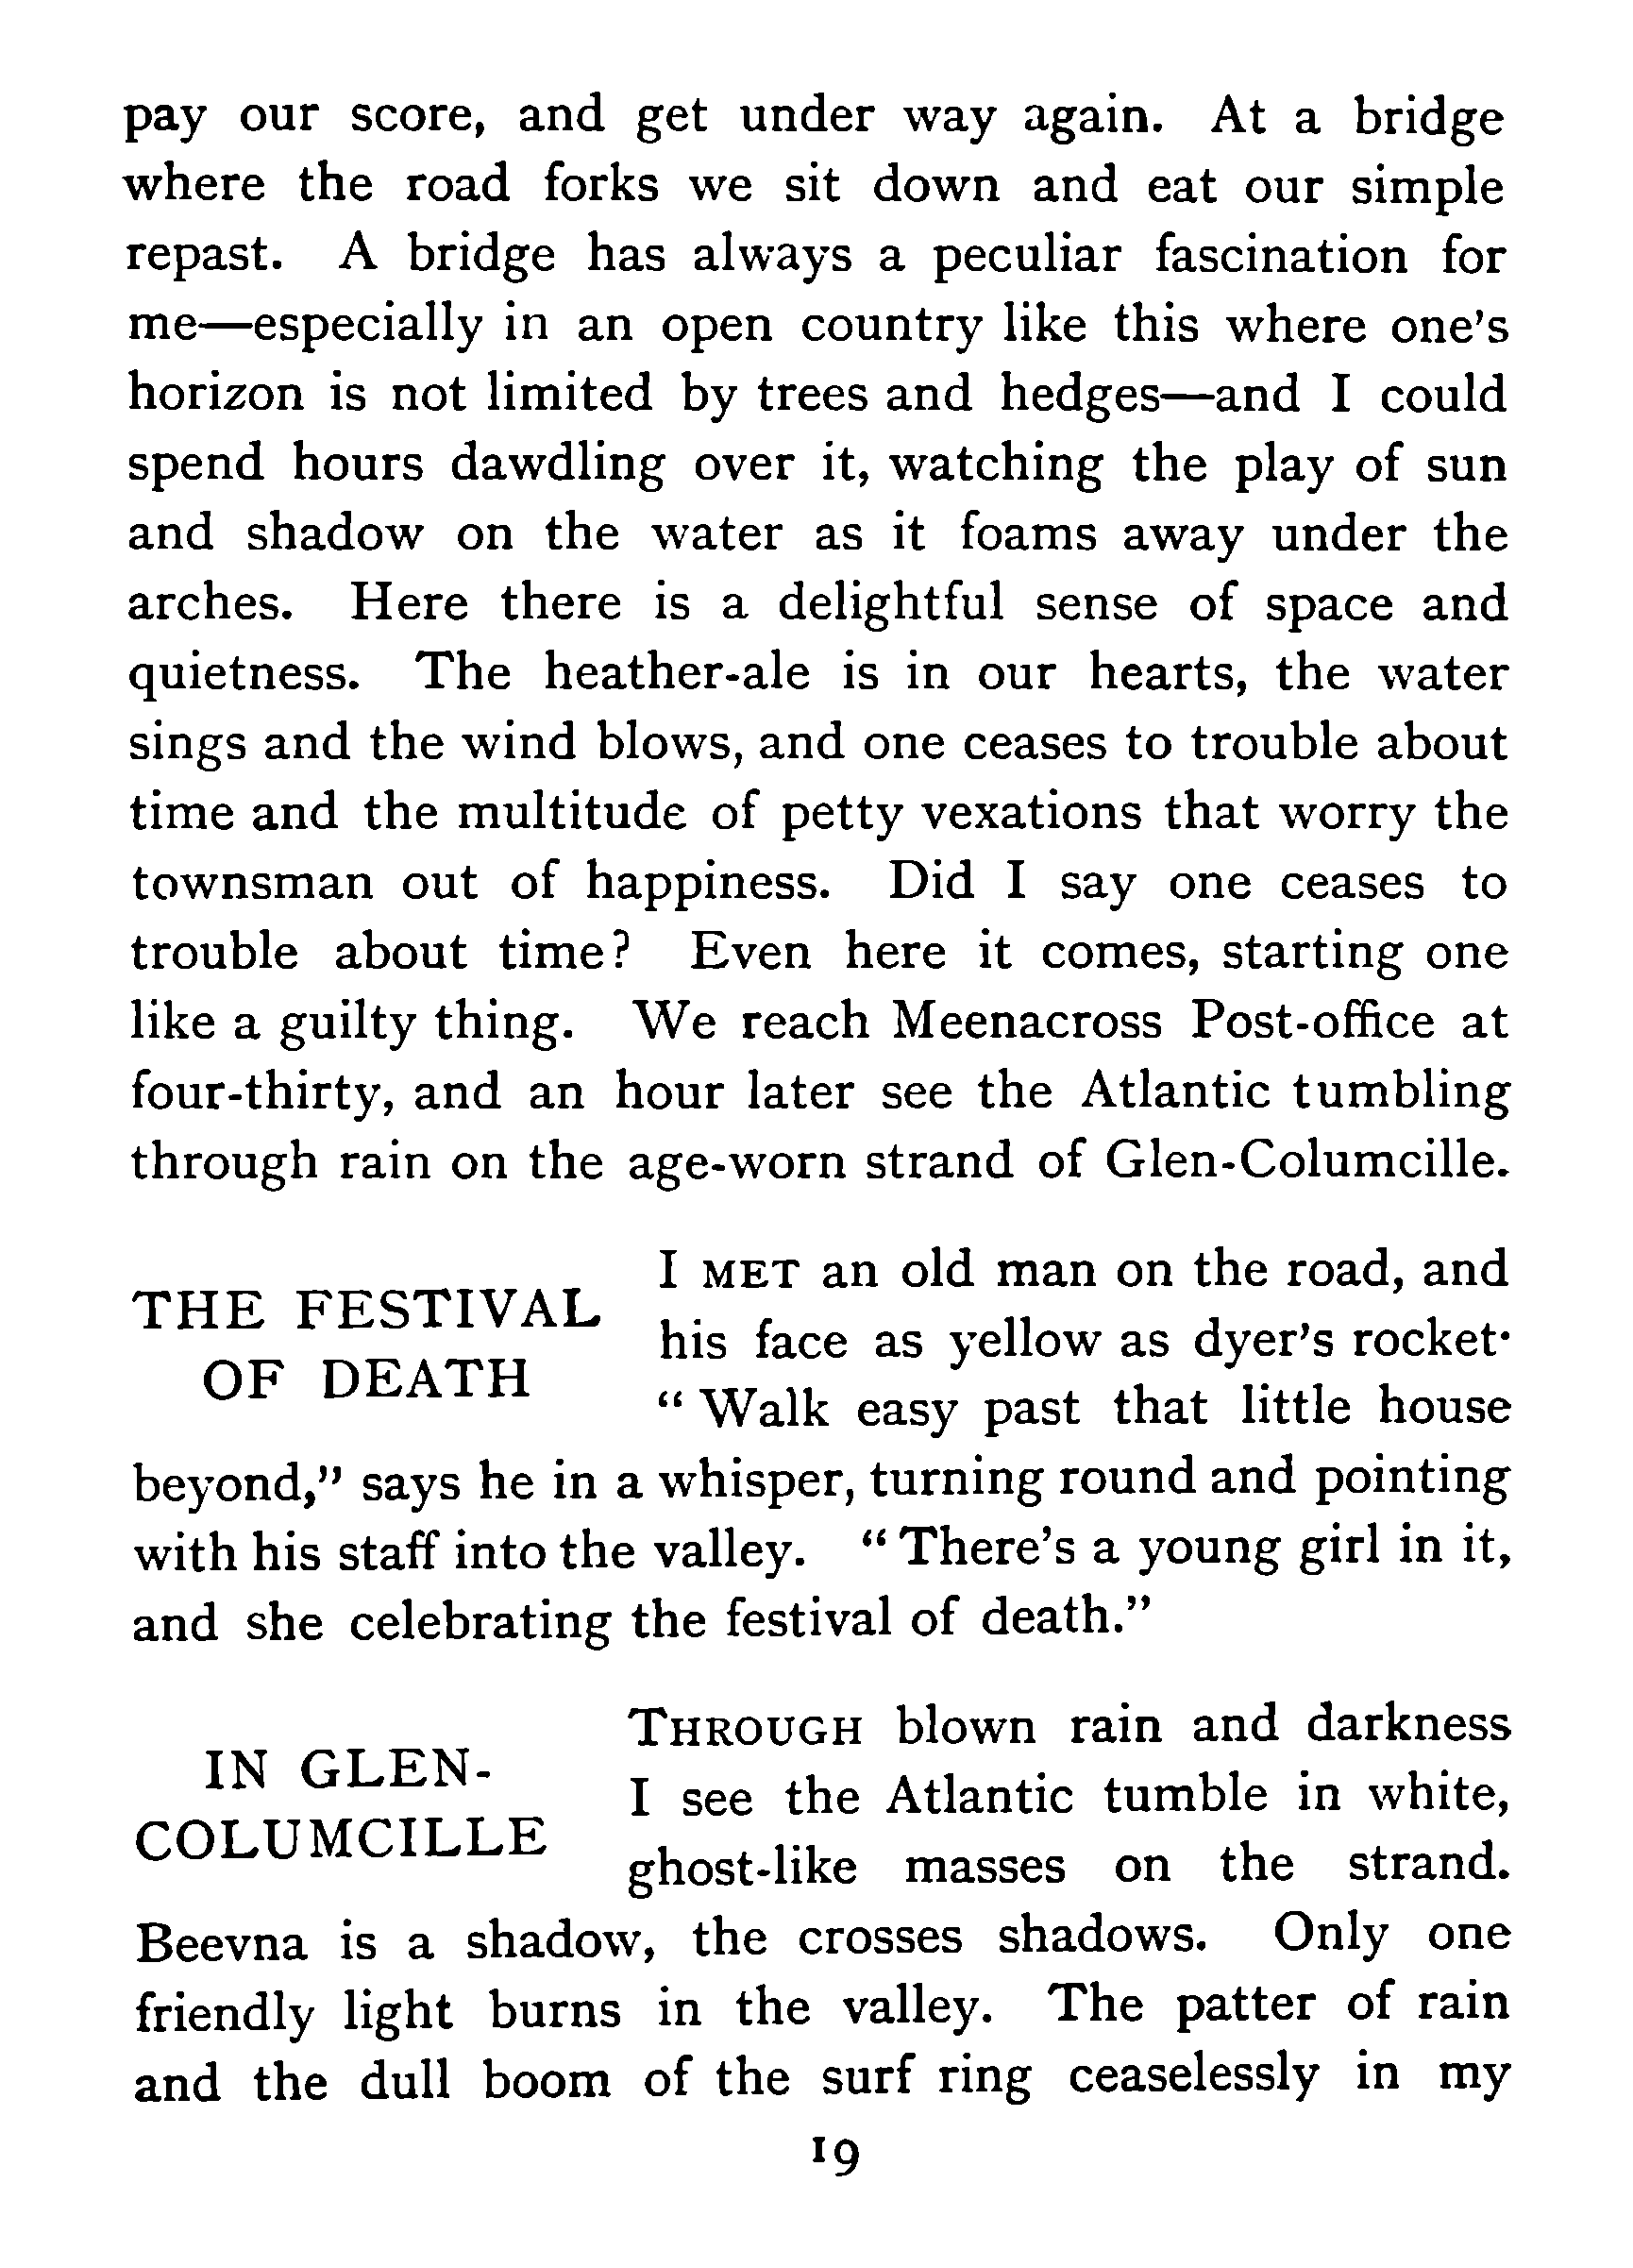 pay our score, and get under way again. At a bridge
where the road forks we sit down and eat our simple
repast. A bridge has always a peculiar fascination for
me—especially in an open country like this where one's
horizon is not limited by trees and hedges—and I could
spend hours dawdling over it, watching the play of sun
and shadow on the water as it foams away under the
arches. Here there is a delightful sense of space and
quietness. The heather-ale is in our hearts, the water
sings and the wind blows, and one ceases to trouble about
time and the multitude of petty vexations that worry the
townsman out of happiness. Did I say one ceases to
trouble about time? Even here it comes, starting one
like a guilty thing. We reach Meenacross Post-office at
four-thirty, and an hour later see the Atlantic tumbling
through rain on the age-worn strand of Glen-Columcille.
THE FESTIVAL
OF DEATH
I MET an old man on the road, and
his face as yellow as dyer's rocket·
“ Walk easy past that little house
beyond,” says he in a whisper, turning round and pointing
with his staff into the valley. “ There's a young girl in it,
and she celebrating the festival of death.”
IN GLEN-
COLUMCILLE
THROUGH blown rain and darkness
I see the Atlantic tumble in white,
ghost-like masses on the strand.
Beevna is a shadow, the crosses shadows. Only one
friendly light burns in the valley. The patter of rain
and the dull boom of the surf ring ceaselessly in my
19